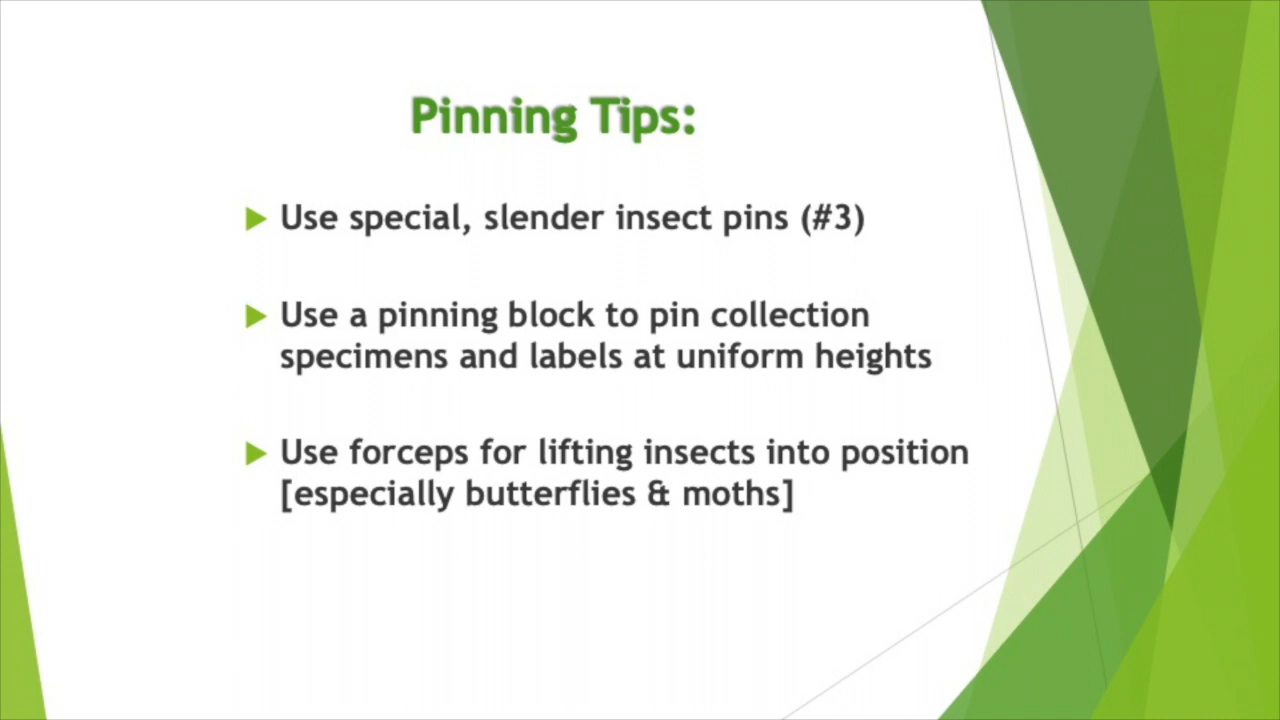 Pinning Tips:
Use special, slender insect pins (#3)
Use a pinning block to pin collection
specimens and labels at uniform heights
Use forceps for lifting insects into position
[especially butterflies & moths]